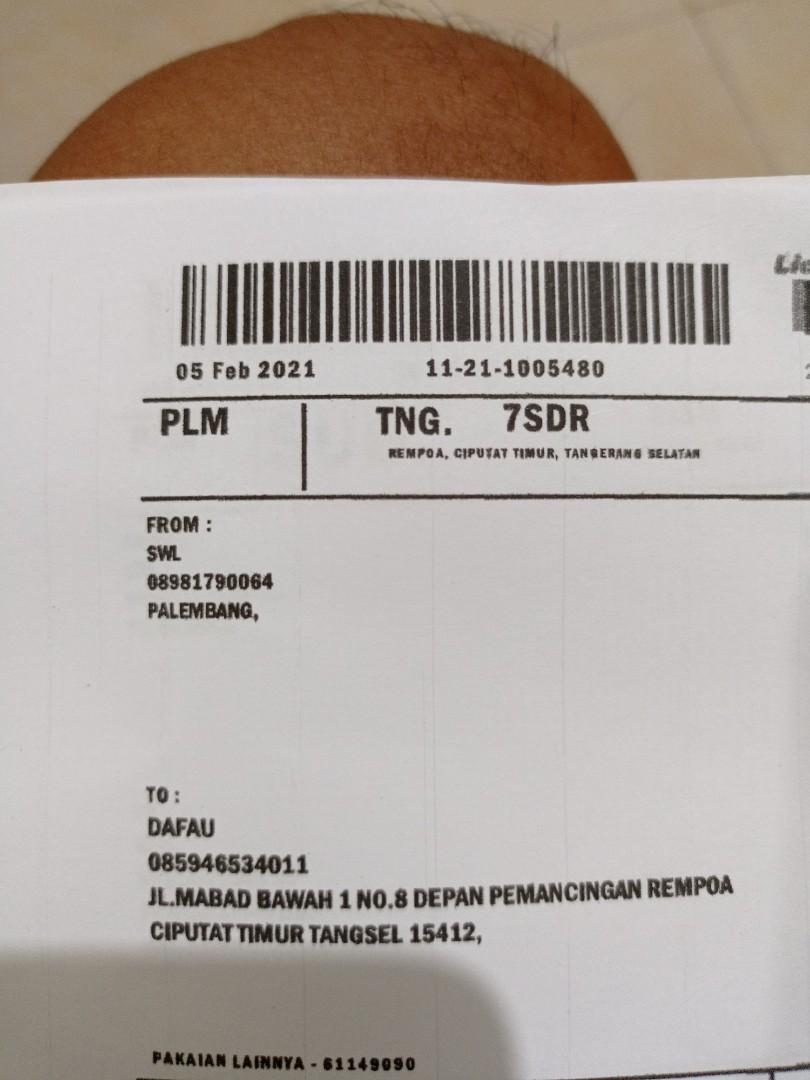 05 Feb 2021 11-21-1005480
PLM TNG. 7SDR
REMPOA, CIPUTAT TIMUR, TANGERANG SELATAN
FROM :
SWL
08981790064
PALEMBANG,
TO :
DAFAU
085946534011
JL.MABAD BAWAH 1 NO.8 DEPAN PEMANCINGAN REMPOA
CIPUTAT TIMUR TANGSEL 15412,
PAKAIAN LAINNYA - 61149090